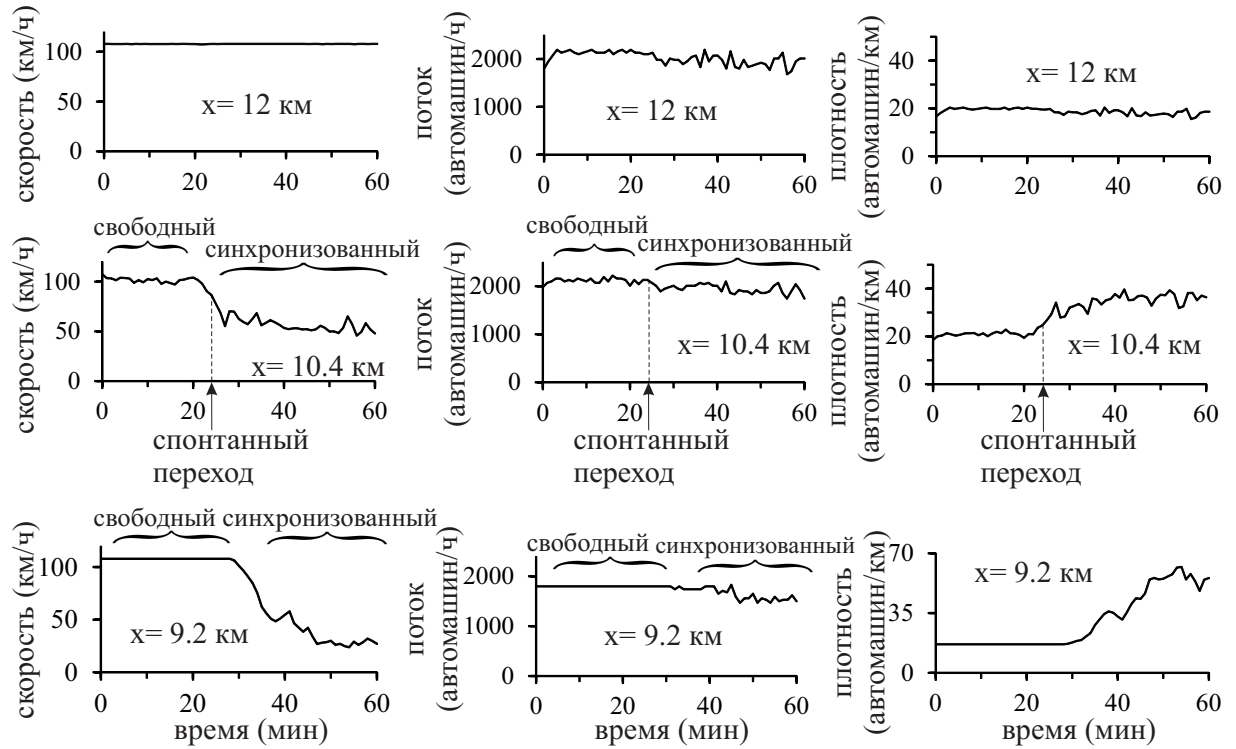 скорость (км/ч)
100
50
0
x= 12 км
0 20 40 60
поток
(автомашин/ч)
2000
1000
0
x= 12 км
0 20 40 60
плотность
(автомашин/км)
40
20
0
x= 12 км
0 20 40 60
скорость (км/ч)
свободный
синхронизованный
100
50
0
x= 10.4 км
0 20 40 60
спонтанный
переход
поток
(автомашин/ч)
свободный
синхронизованный
2000
1000
0
x= 10.4 км
0 20 40 60
спонтанный
переход
плотность
(автомашин/км)
40
20
0
x= 10.4 км
0 20 40 60
спонтанный
переход
скорость (км/ч)
свободный синхронизованный
100
50
0
x= 9.2 км
0 20 40 60
время (мин)
поток
(автомашин/ч)
свободный синхронизованный
2000
1000
0
x= 9.2 км
0 20 40 60
время (мин)
плотность
(автомашин/км)
70
35
0
x= 9.2 км
0 20 40 60
время (мин)